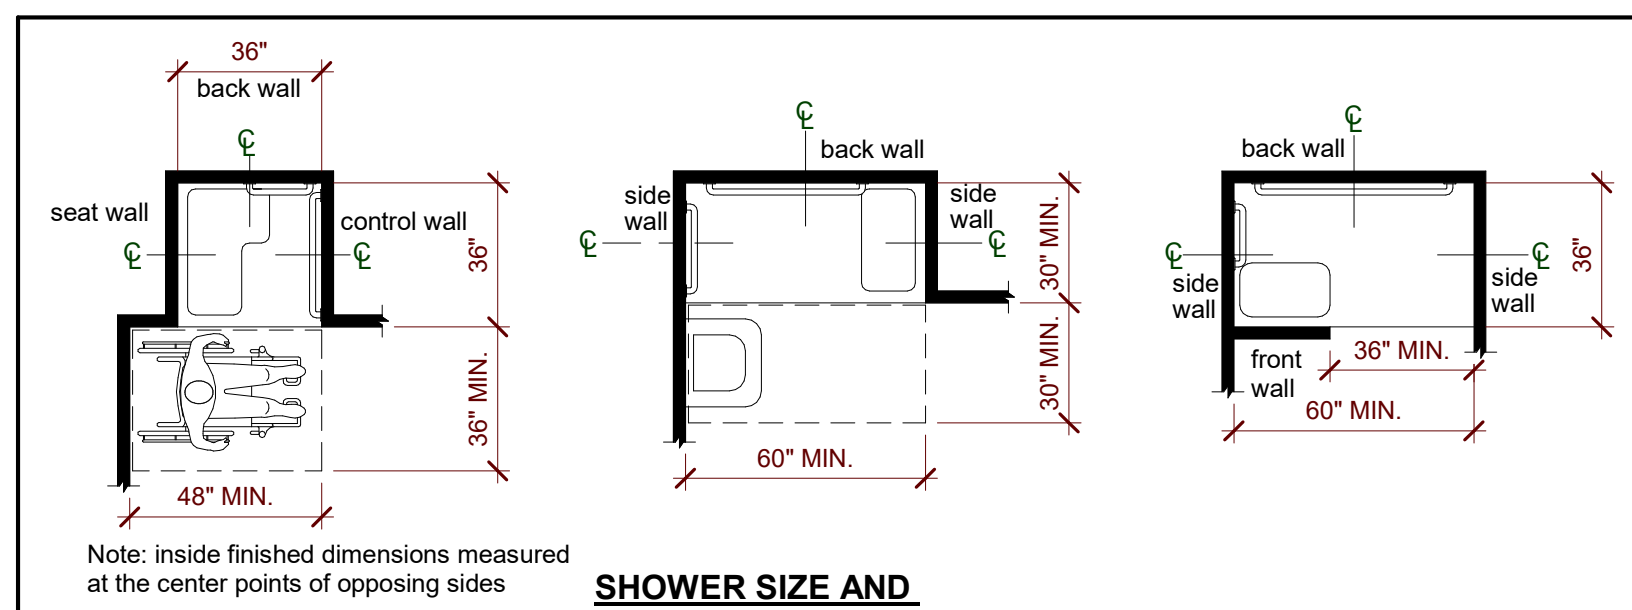 36"
back wall
℄
seat wall
control wall
℄
℄
36"
36" MIN.
48" MIN.
Note: inside finished dimensions measured
at the center points of opposing sides
℄
back wall
side
wall
side
wall
℄
℄
30" MIN.
30" MIN.
60" MIN.
℄
back wall
℄
℄
side
wall
side
wall
36"
front
wall
36" MIN.
60" MIN.
SHOWER SIZE AND